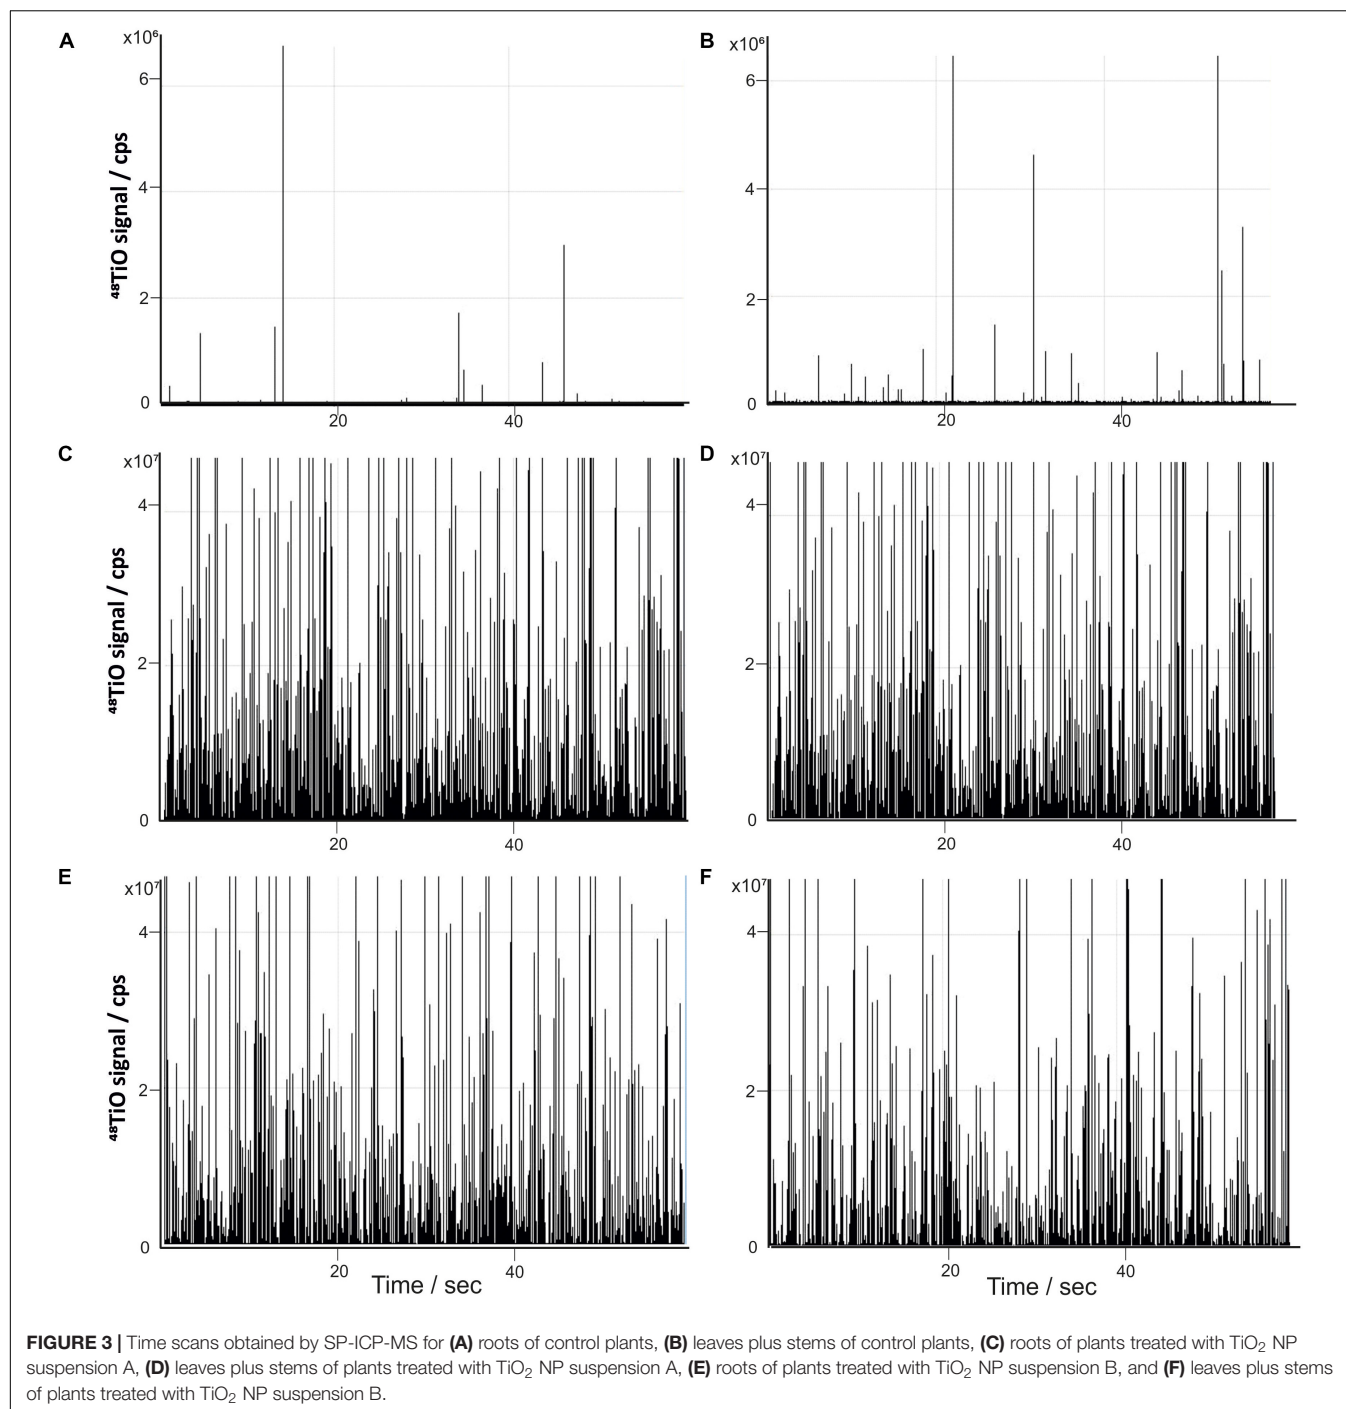 A
x10⁶
6
4
2
0
20
40
⁴⁸TiO signal / cps
B
x10⁶
6
4
2
0
20
40
C
x10⁷
4
2
0
20
40
⁴⁸TiO signal / cps
D
x10⁷
4
2
0
20
40
E
x10⁷
4
2
0
20
40
⁴⁸TiO signal / cps
Time / sec
F
x10⁷
4
2
0
20
40
Time / sec
FIGURE 3 | Time scans obtained by SP-ICP-MS for (A) roots of control plants, (B) leaves plus stems of control plants, (C) roots of plants treated with TiO₂ NP
suspension A, (D) leaves plus stems of plants treated with TiO₂ NP suspension A, (E) roots of plants treated with TiO₂ NP suspension B, and (F) leaves plus stems
of plants treated with TiO₂ NP suspension B.